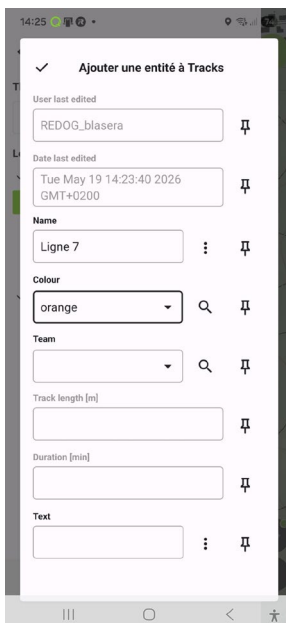 14:25
Ajouter une entité à Tracks
User last edited
REDOG_blasera
Date last edited
Tue May 19 14:23:40 2026
GMT+0200
Name
Ligne 7
Colour
orange
Team
Track length [m]
Duration [min]
Text